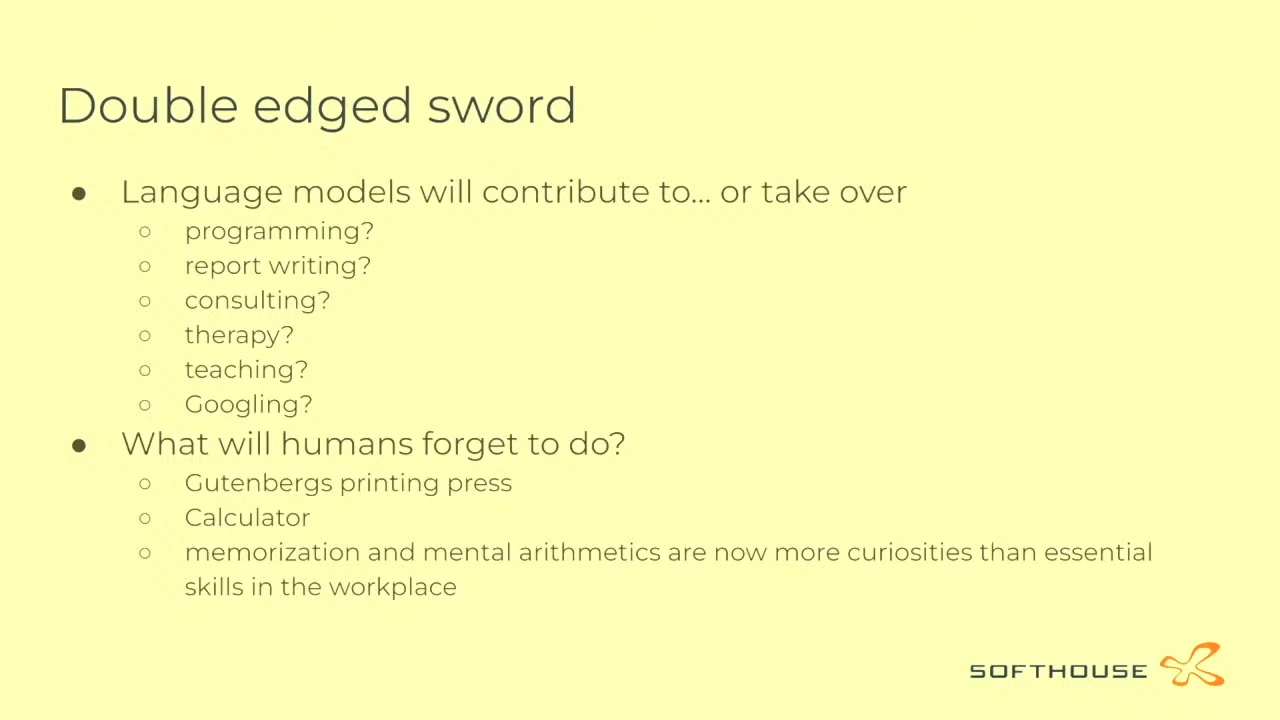 Double edged sword
● Language models will contribute to... or take over
○ programming?
○ report writing?
○ consulting?
○ therapy?
○ teaching?
○ Googling?
● What will humans forget to do?
○ Gutenbergs printing press
○ Calculator
○ memorization and mental arithmetics are now more curiosities than essential
skills in the workplace
SOFTHOUSE